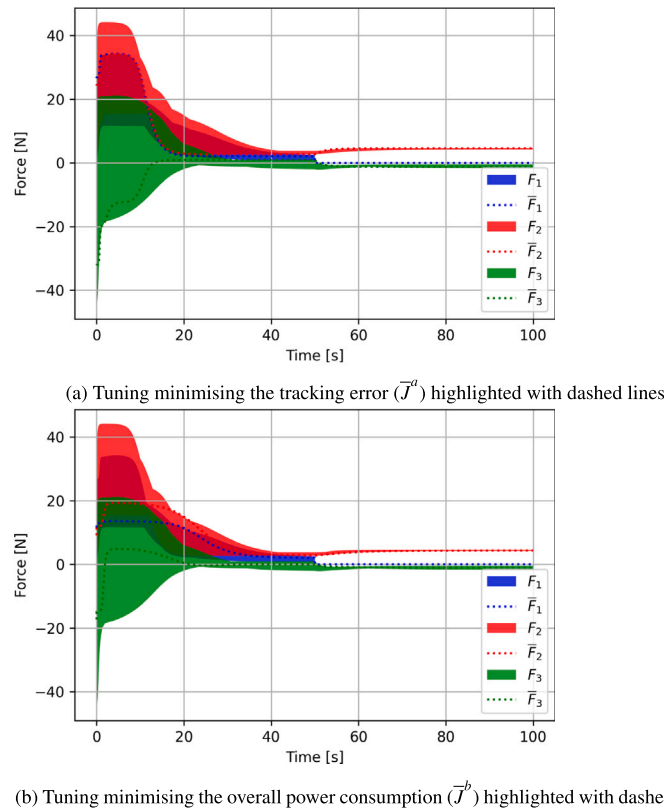 40
20
0
−20
−40
Force [N]
F1
F̅1
F2
F̅2
F3
F̅3
0 20 40 60 80 100
Time [s]
(a) Tuning minimising the tracking error (J̅ᵃ) highlighted with dashed lines
40
20
0
−20
−40
Force [N]
F1
F̅1
F2
F̅2
F3
F̅3
0 20 40 60 80 100
Time [s]
(b) Tuning minimising the overall power consumption (J̅ᵇ) highlighted with dashe